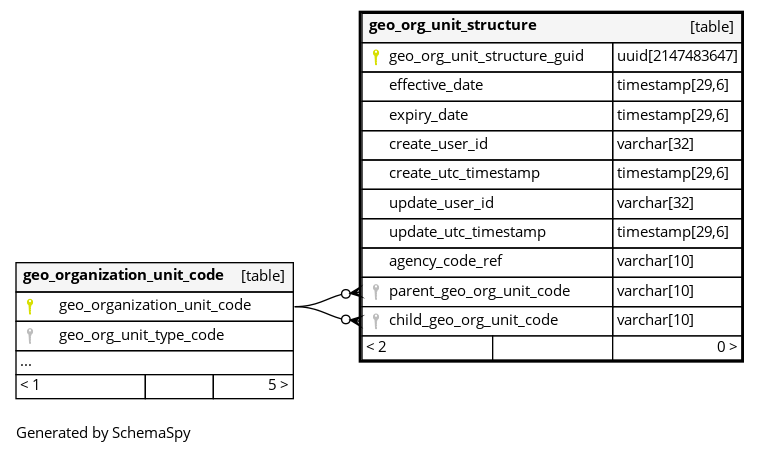 geo_org_unit_structure [table]
geo_org_unit_structure_guid uuid[2147483647]
effective_date timestamp[29,6]
expiry_date timestamp[29,6]
create_user_id varchar[32]
create_utc_timestamp timestamp[29,6]
update_user_id varchar[32]
update_utc_timestamp timestamp[29,6]
agency_code_ref varchar[10]
parent_geo_org_unit_code varchar[10]
child_geo_org_unit_code varchar[10]
< 2 0 >
geo_organization_unit_code [table]
geo_organization_unit_code
geo_org_unit_type_code
...
< 1 5 >
Generated by SchemaSpy